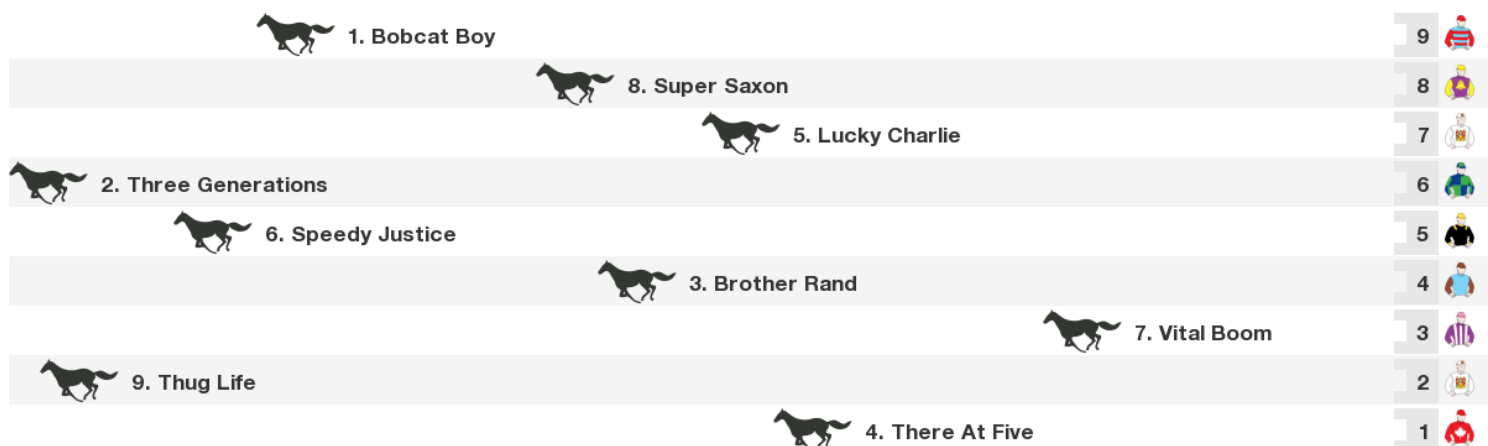 1. Bobcat Boy 9
8. Super Saxon 8
5. Lucky Charlie 7
2. Three Generations 6
6. Speedy Justice 5
3. Brother Rand 4
7. Vital Boom 3
9. Thug Life 2
4. There At Five 1